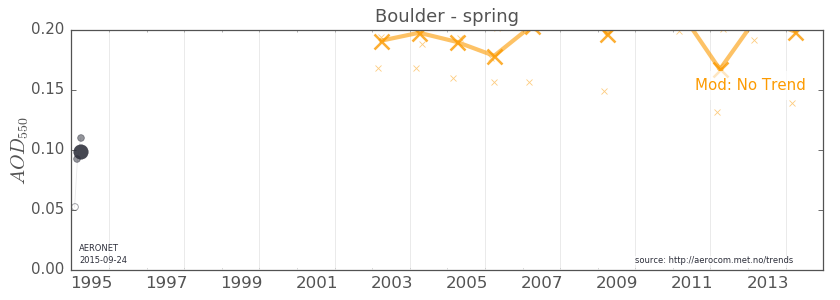 Boulder - spring
0.20
0.15
0.10
0.05
0.00
AOD550
Mod: No Trend
AERONET
2015-09-24
source: http://aerocom.met.no/trends
1995 1997 1999 2001 2003 2005 2007 2009 2011 2013